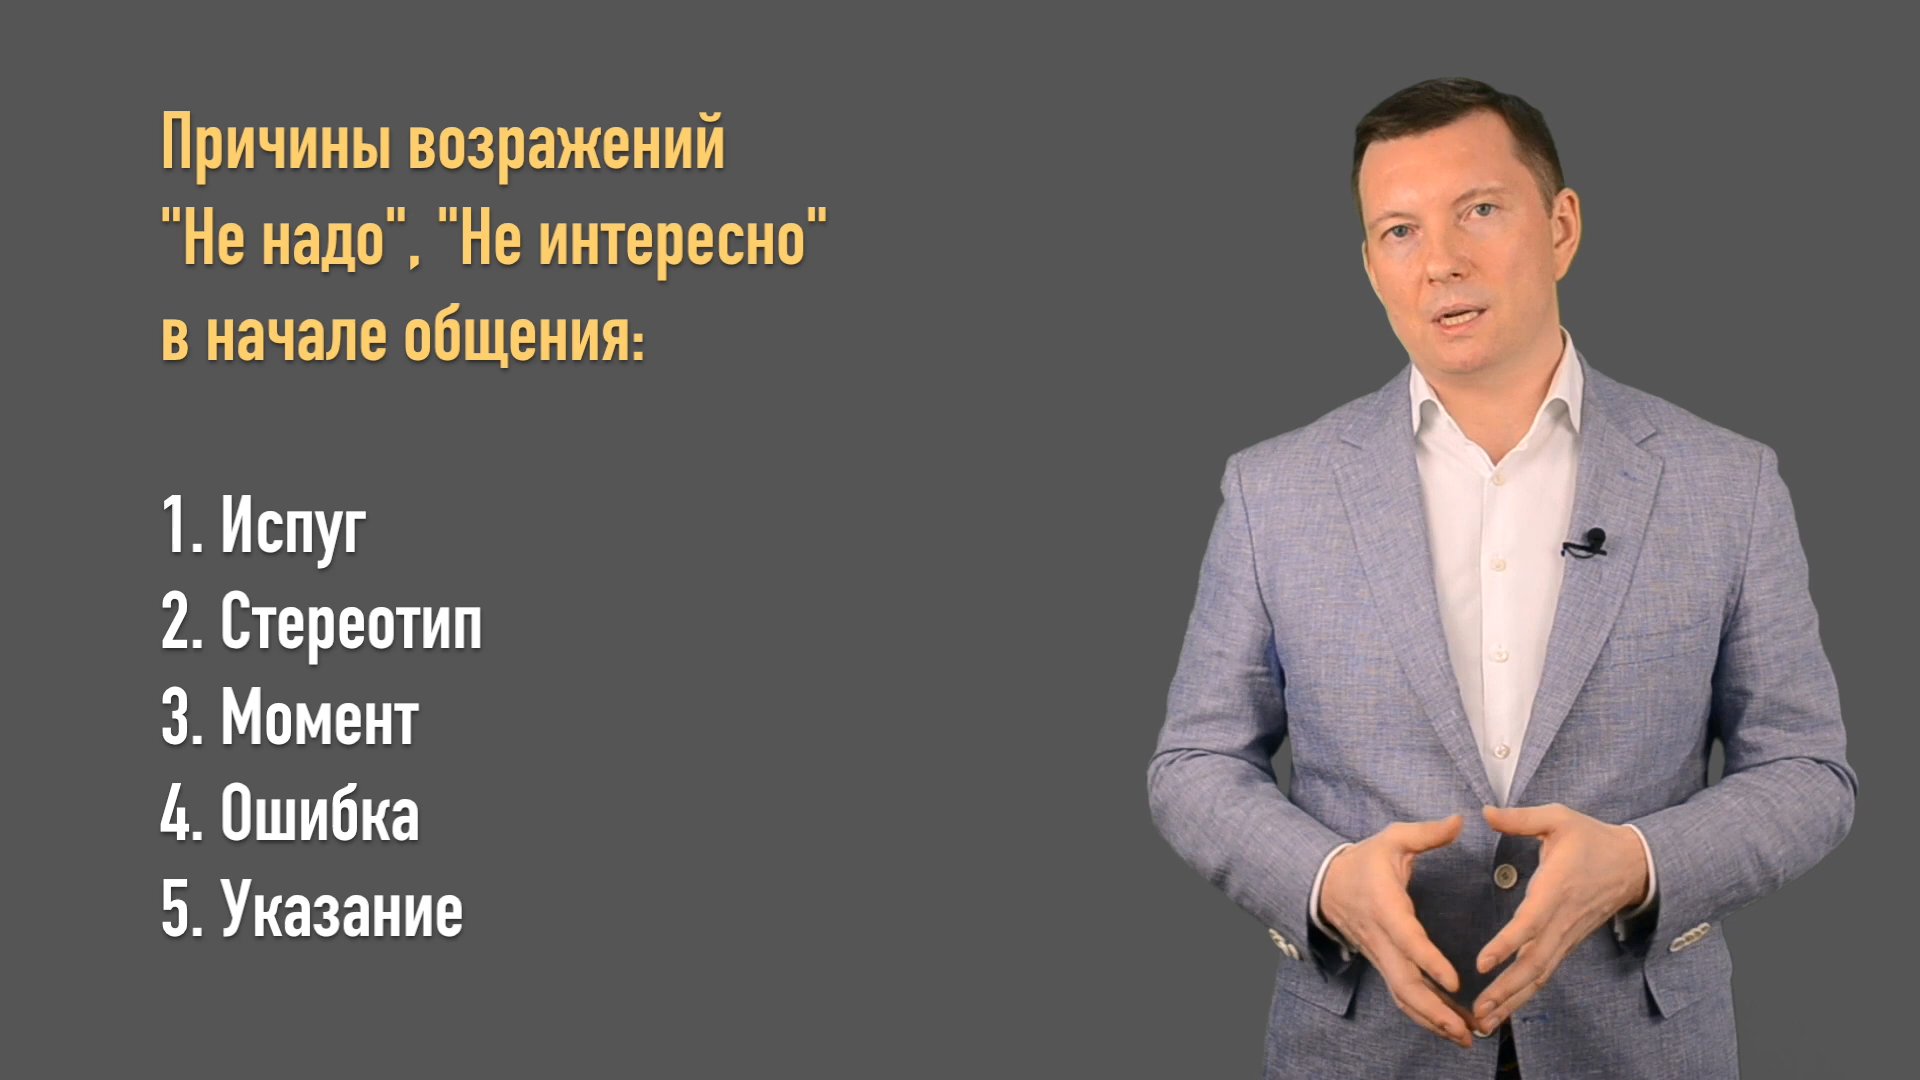 Причины возражений
"Не надо", "Не интересно"
в начале общения:
1. Испуг
2. Стереотип
3. Момент
4. Ошибка
5. Указание